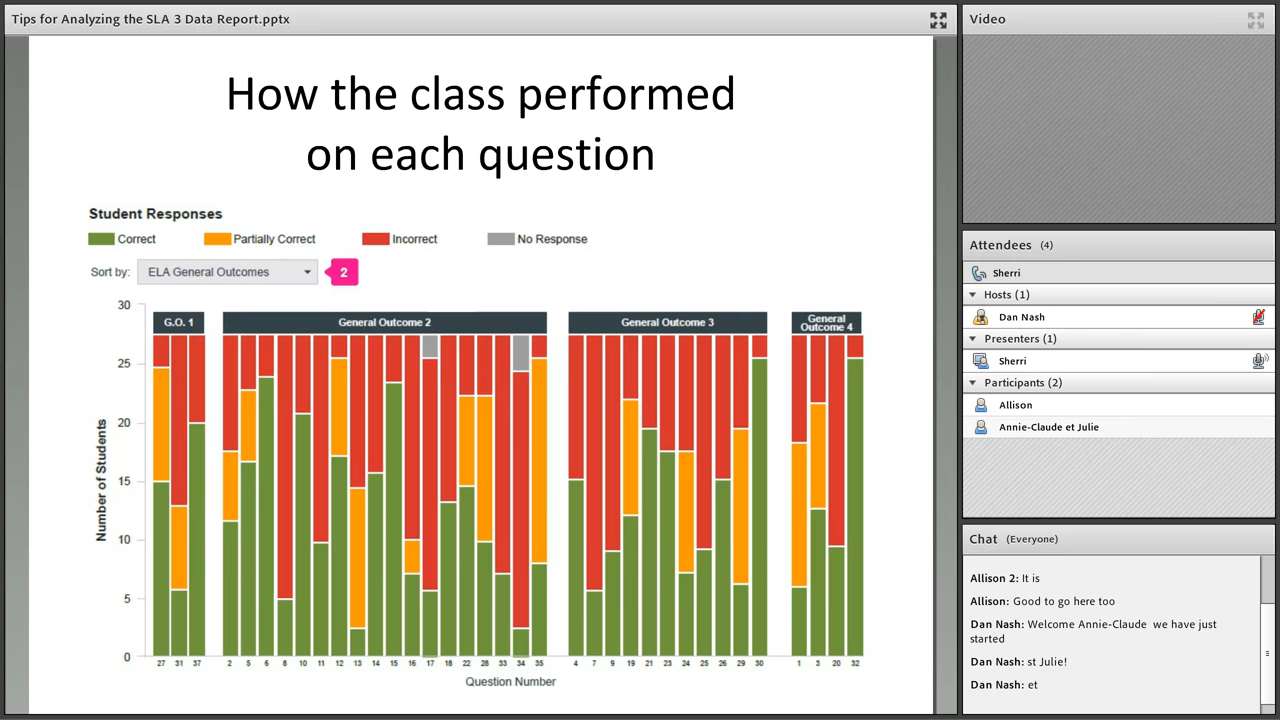 Tips for Analyzing the SLA 3 Data Report.pptx
How the class performed
on each question
Student Responses
Correct Partially Correct Incorrect No Response
Sort by: ELA General Outcomes 2
30
25
20
15
10
5
0
Number of Students
G.O. 1 General Outcome 2 General Outcome 3 General
Outcome 4
27 31 37 2 5 6 8 10 11 12 13 14 15 16 17 18 22 28 33 34 35 4 7 9 19 21 23 24 25 26 29 30 1 3 20 32
Question Number
Video
Attendees (4)
Sherri
Hosts (1)
Dan Nash
Presenters (1)
Sherri
Participants (2)
Allison
Annie-Claude et Julie
Chat (Everyone)
Allison 2: It is
Allison: Good to go here too
Dan Nash: Welcome Annie-Claude we have just
started
Dan Nash: st Julie!
Dan Nash: et